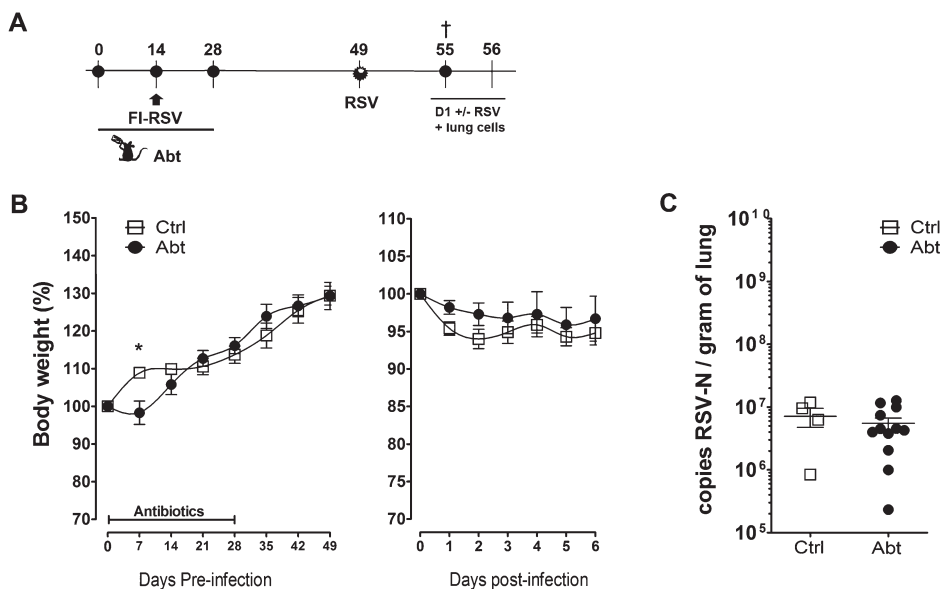 A
0 14 28 49 55 56
†
FI-RSV
Abt
RSV
D1 +/- RSV
+ lung cells
B
Body weight (%)
150
140
130
120
110
100
90
80
70
Ctrl
Abt
*
Antibiotics
0 7 14 21 28 35 42 49
Days Pre-infection
110
105
100
95
90
85
80
75
70
0 1 2 3 4 5 6
Days post-infection
C
copies RSV-N / gram of lung
10^10
10^9
10^8
10^7
10^6
10^5
Ctrl
Abt
Ctrl Abt